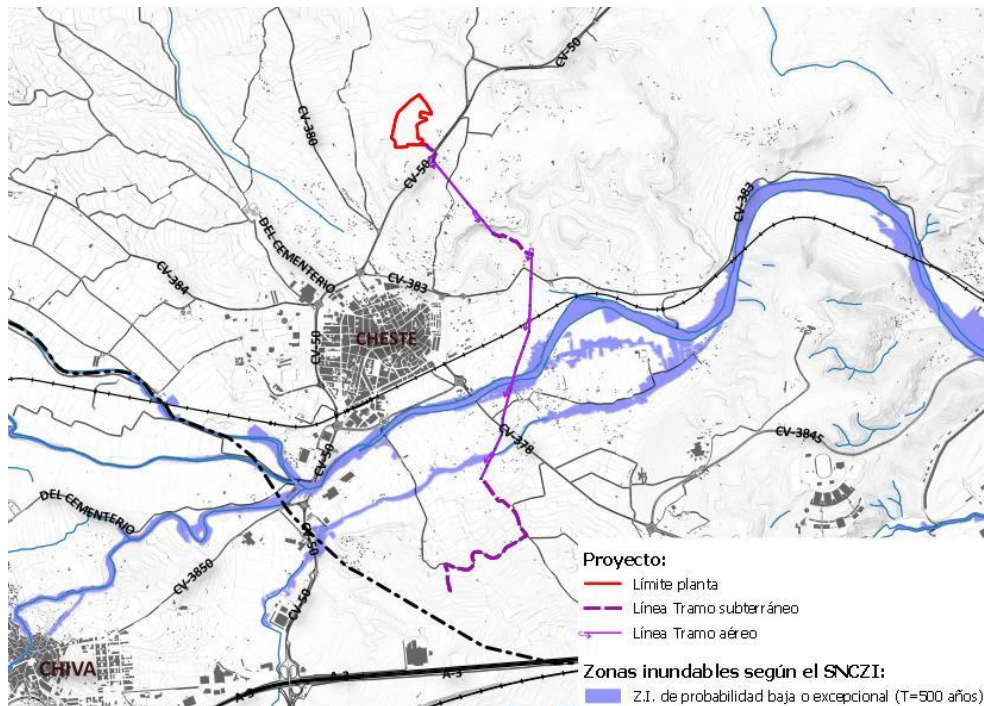 CV-50
CV-380
CV-50
CV-383
DEL CEMENTERIO
CV-383
CV-384
CV-50
CHESTE
CV-378
CV-3845
CV-50
DEL CEMENTERIO
CV-50
CV-3850
CV-50
CHIVA
A-3
A-3
A-3
Proyecto:
Límite planta
Línea Tramo subterráneo
Línea Tramo aéreo
Zonas inundables según el SNCZI:
Z.I. de probabilidad baja o excepcional (T=500 años)